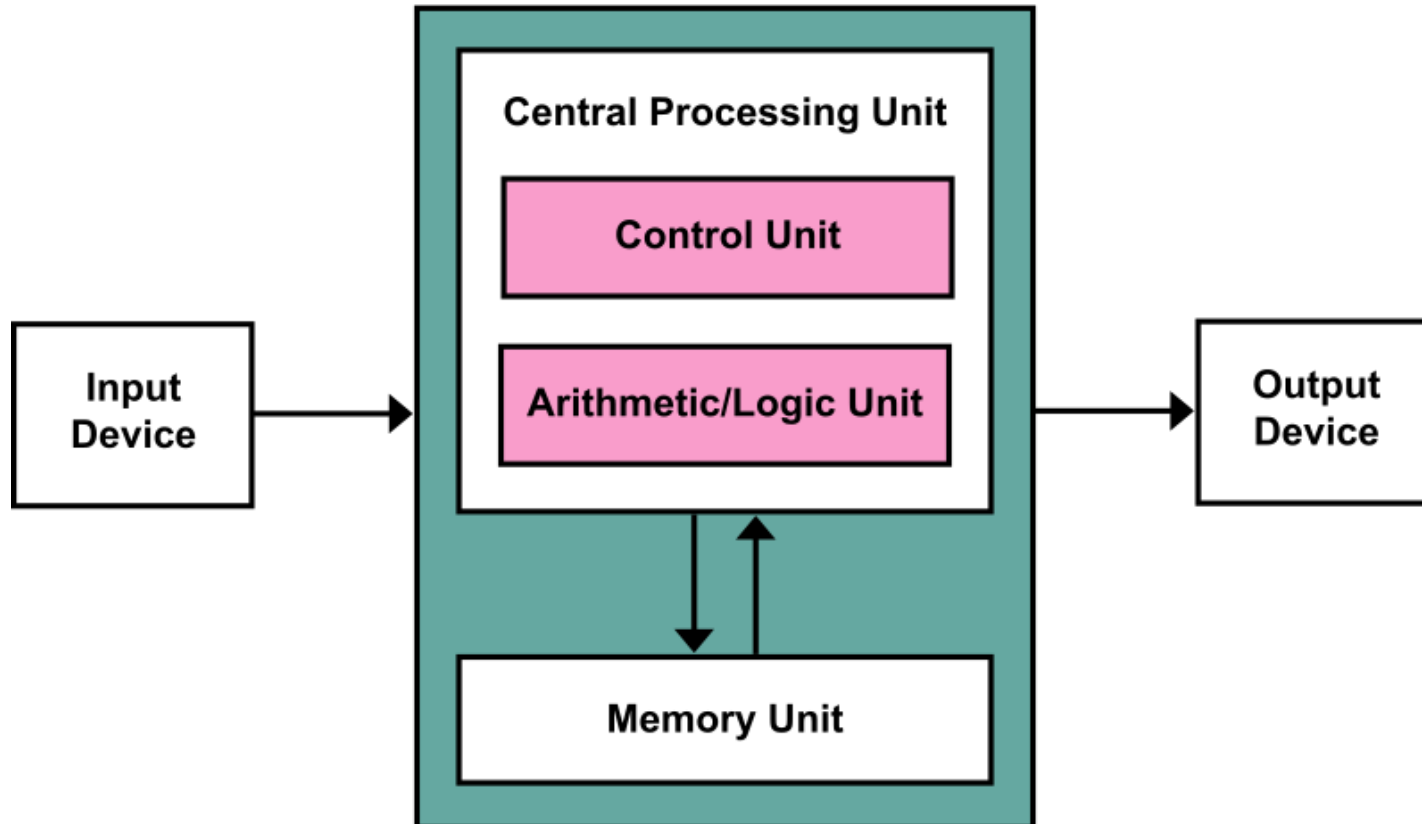 Central Processing Unit
Control Unit
Arithmetic/Logic Unit
Input
Device
Output
Device
Memory Unit